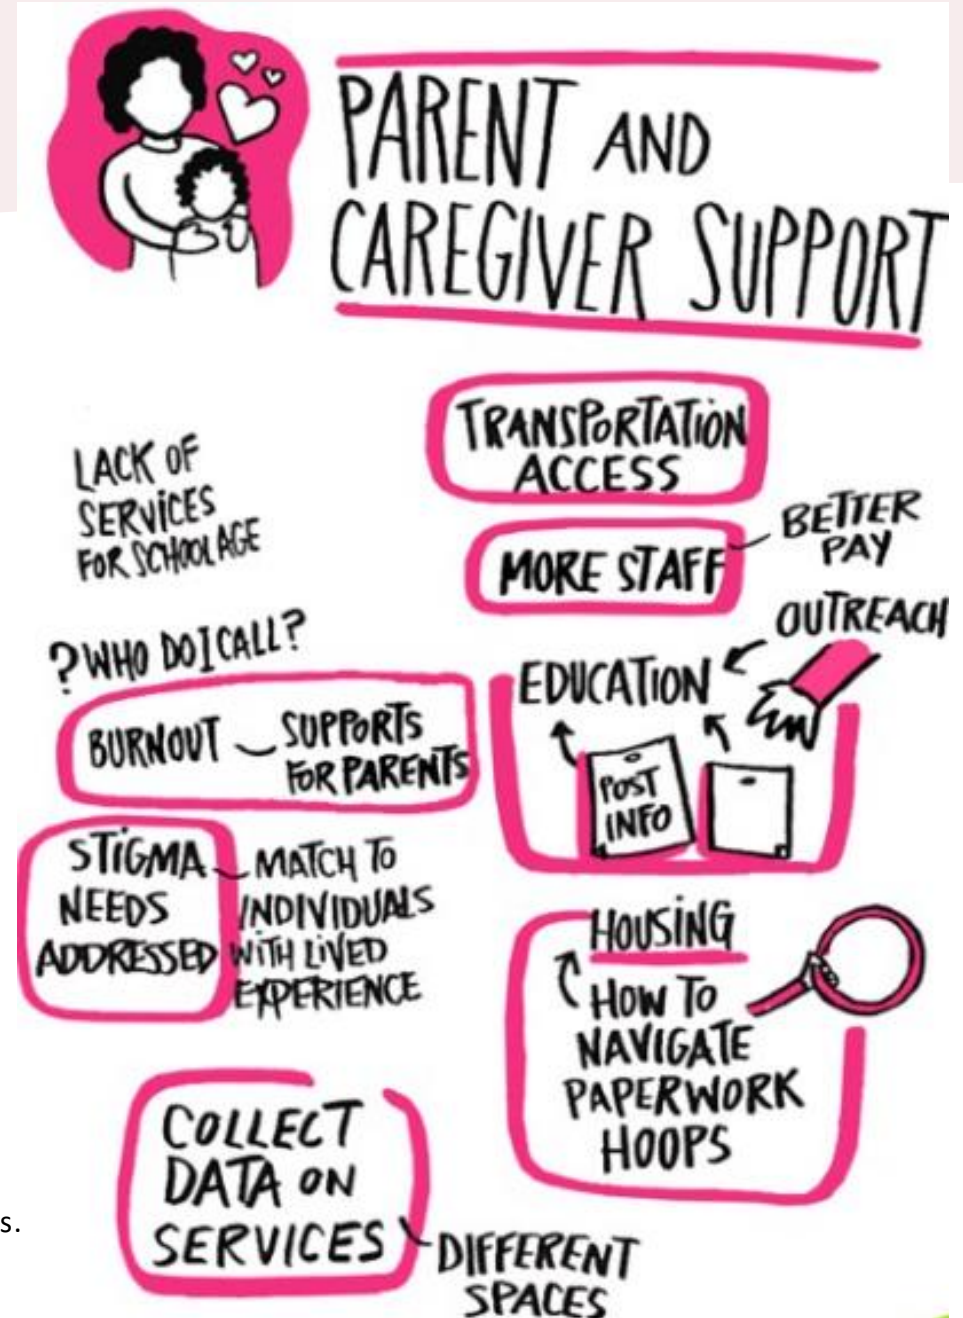 PARENT AND
CAREGIVER SUPPORT
LACK OF
SERVICES
FOR SCHOOL AGE
? WHO DO I CALL?
BURNOUT – SUPPORTS
FOR PARENTS
STIGMA
NEEDS
ADDRESSED
MATCH TO
INDIVIDUALS
WITH LIVED
EXPERIENCE
COLLECT
DATA ON
SERVICES
DIFFERENT
SPACES
TRANSPORTATION
ACCESS
MORE STAFF
BETTER
PAY
OUTREACH
EDUCATION
POST
INFO
HOUSING
HOW TO
NAVIGATE
PAPERWORK
HOOPS
s.